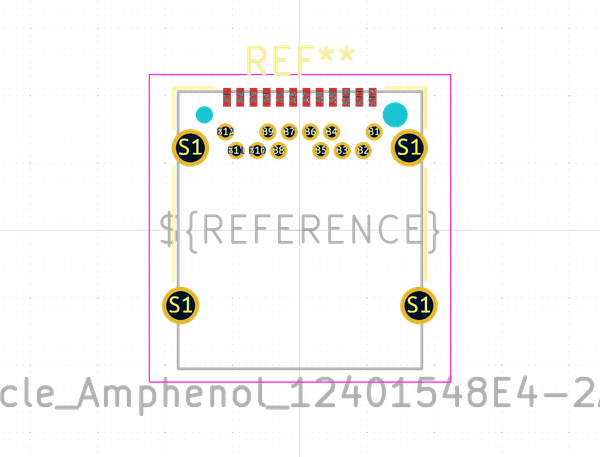 REF**
B12 B9 B7 B6 B4 B1
S1 S1
B11 B10 B8 B5 B3 B2
${REFERENCE}
S1 S1
cle_Amphenol_12401548E4-2